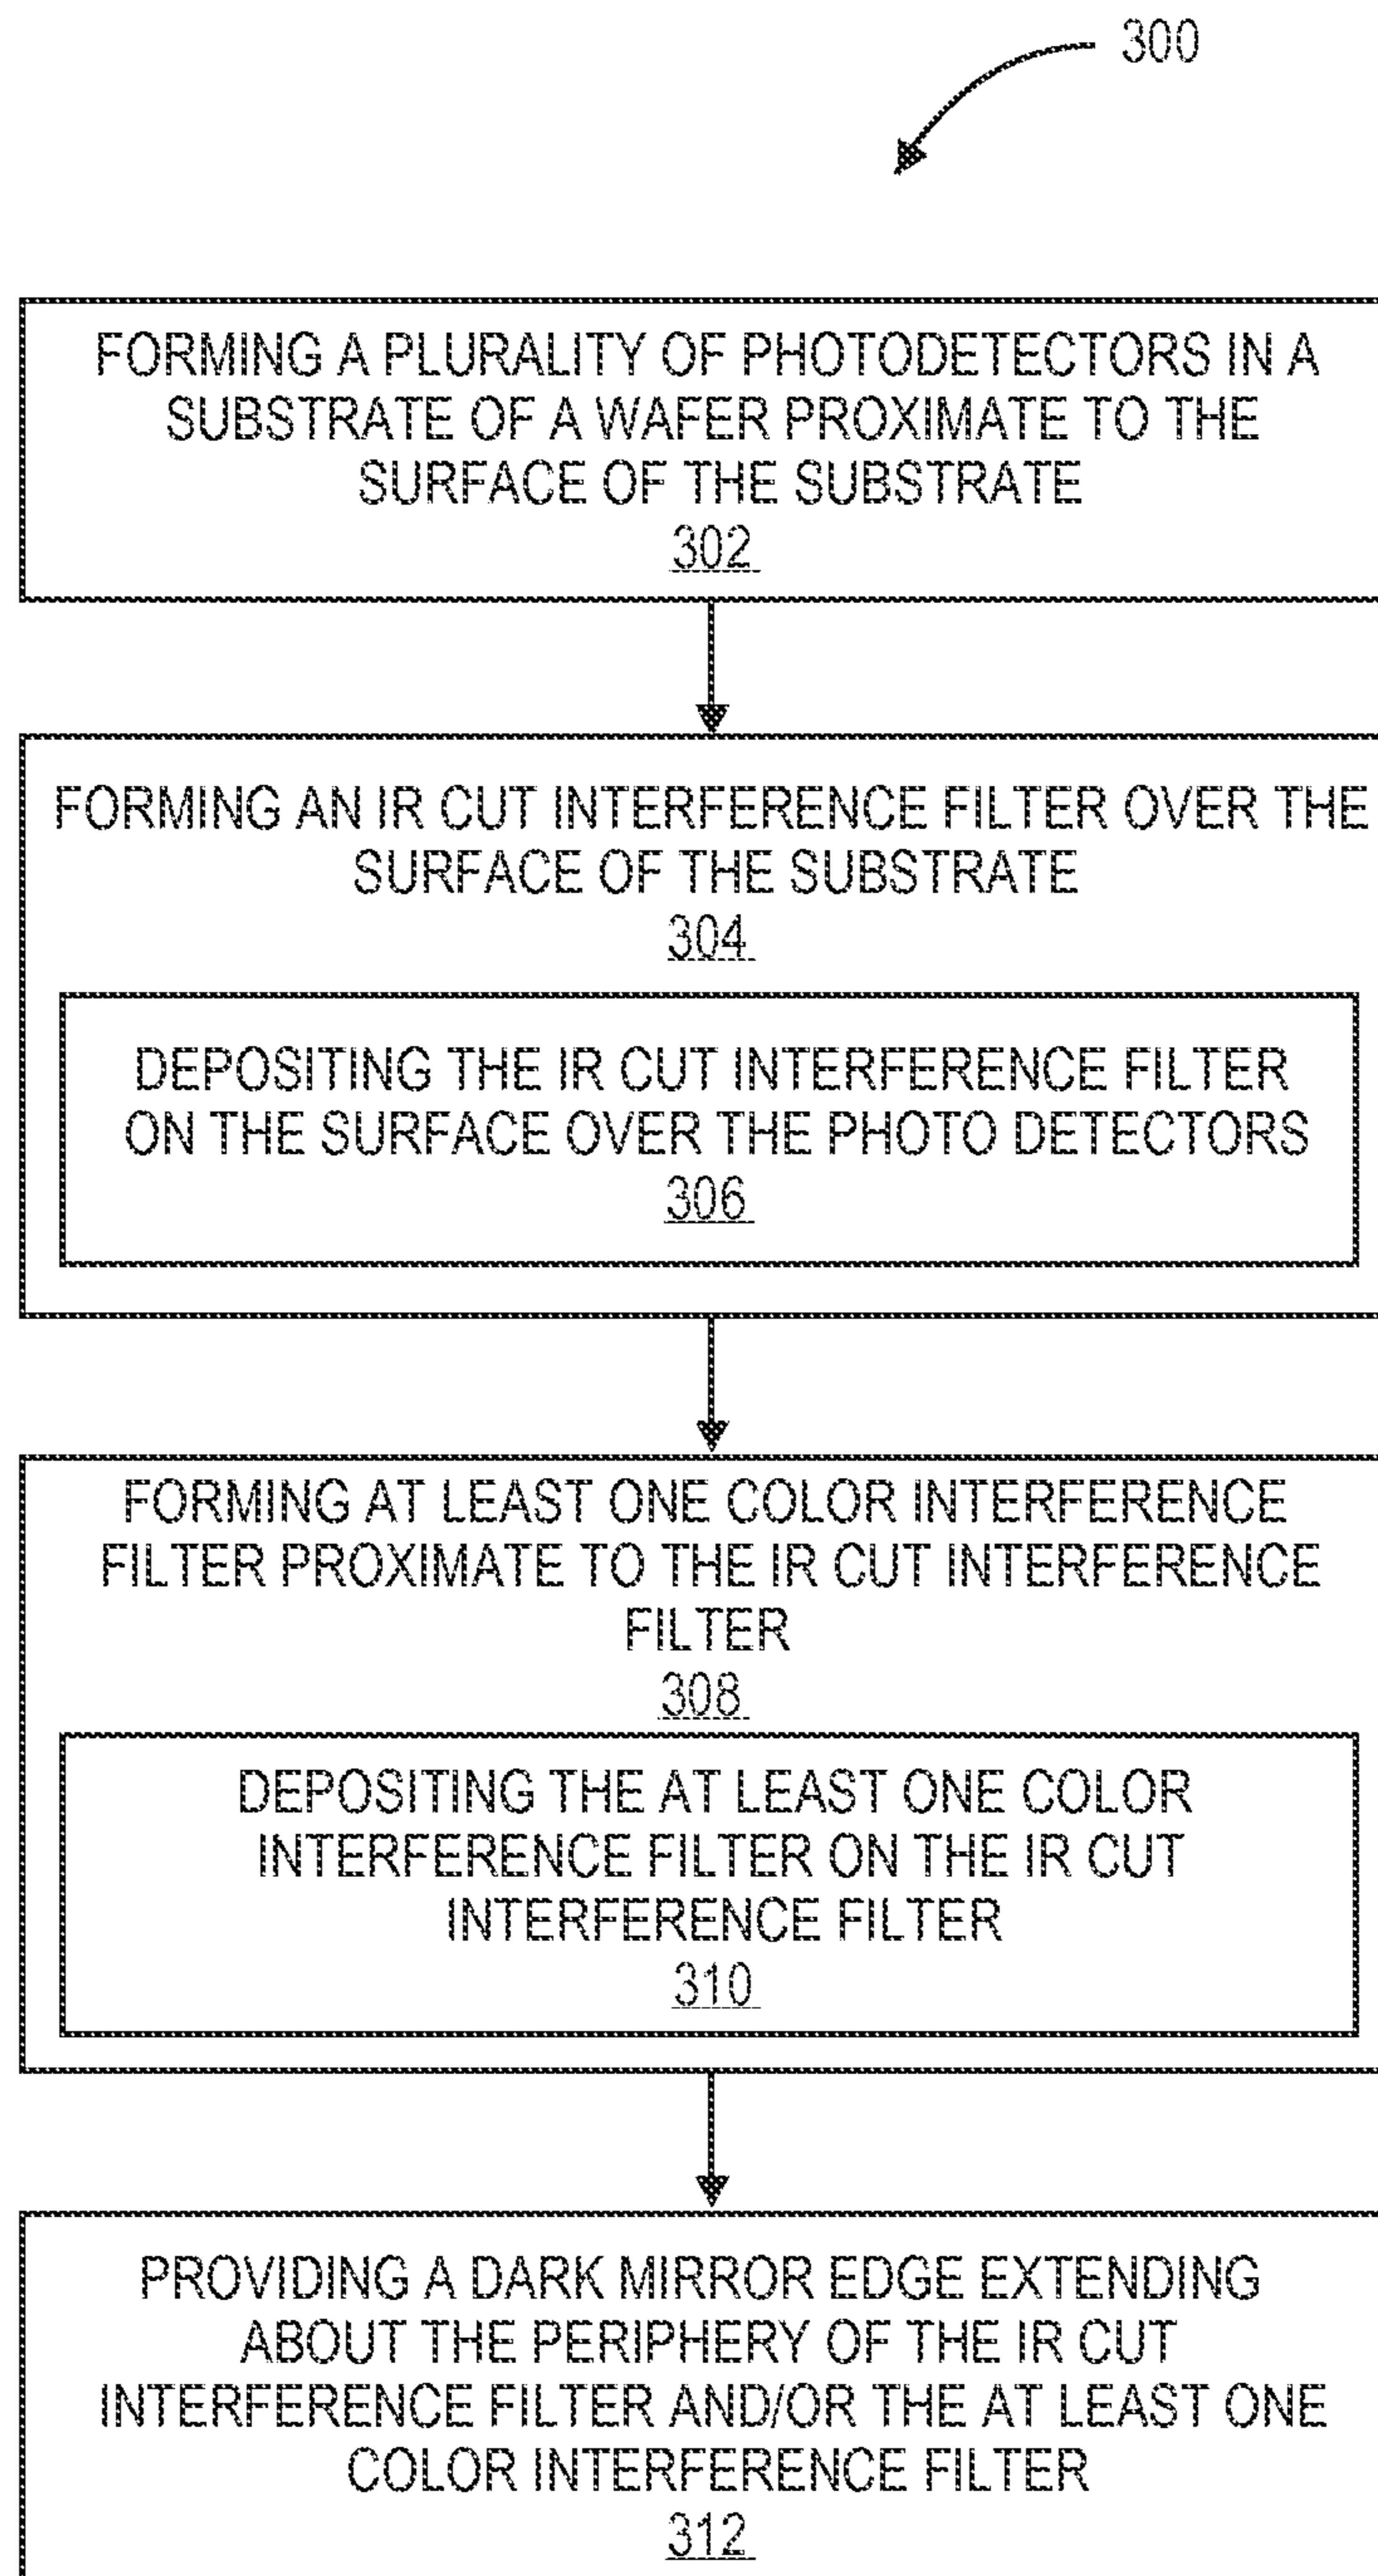 300
FORMING A PLURALITY OF PHOTODETECTORS IN A
SUBSTRATE OF A WAFER PROXIMATE TO THE
SURFACE OF THE SUBSTRATE
302
FORMING AN IR CUT INTERFERENCE FILTER OVER THE
SURFACE OF THE SUBSTRATE
304
DEPOSITING THE IR CUT INTERFERENCE FILTER
ON THE SURFACE OVER THE PHOTO DETECTORS
306
FORMING AT LEAST ONE COLOR INTERFERENCE
FILTER PROXIMATE TO THE IR CUT INTERFERENCE
FILTER
308
DEPOSITING THE AT LEAST ONE COLOR
INTERFERENCE FILTER ON THE IR CUT
INTERFERENCE FILTER
310
PROVIDING A DARK MIRROR EDGE EXTENDING
ABOUT THE PERIPHERY OF THE IR CUT
INTERFERENCE FILTER AND/OR THE AT LEAST ONE
COLOR INTERFERENCE FILTER
312